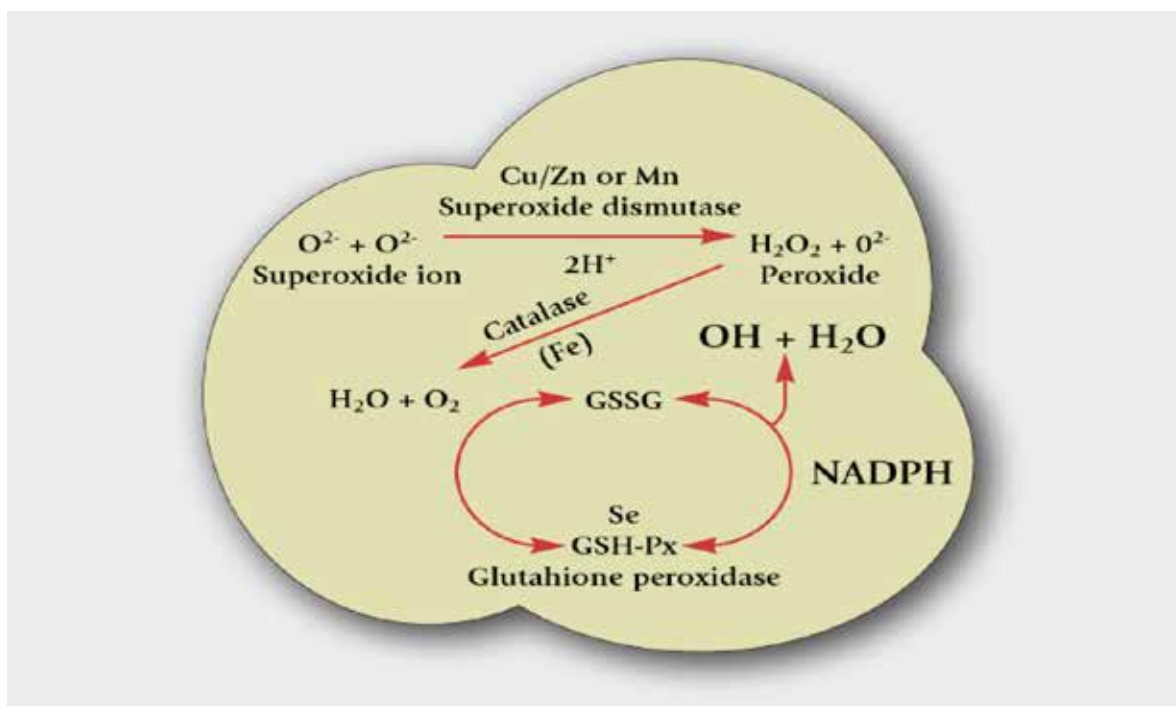 Cu/Zn or Mn
Superoxide dismutase
O²⁻ + O²⁻
Superoxide ion
2H⁺
H₂O₂ + 0²⁻
Peroxide
Catalase
(Fe)
OH + H₂O
H₂O + O₂
GSSG
NADPH
Se
GSH-Px
Glutahione peroxidase